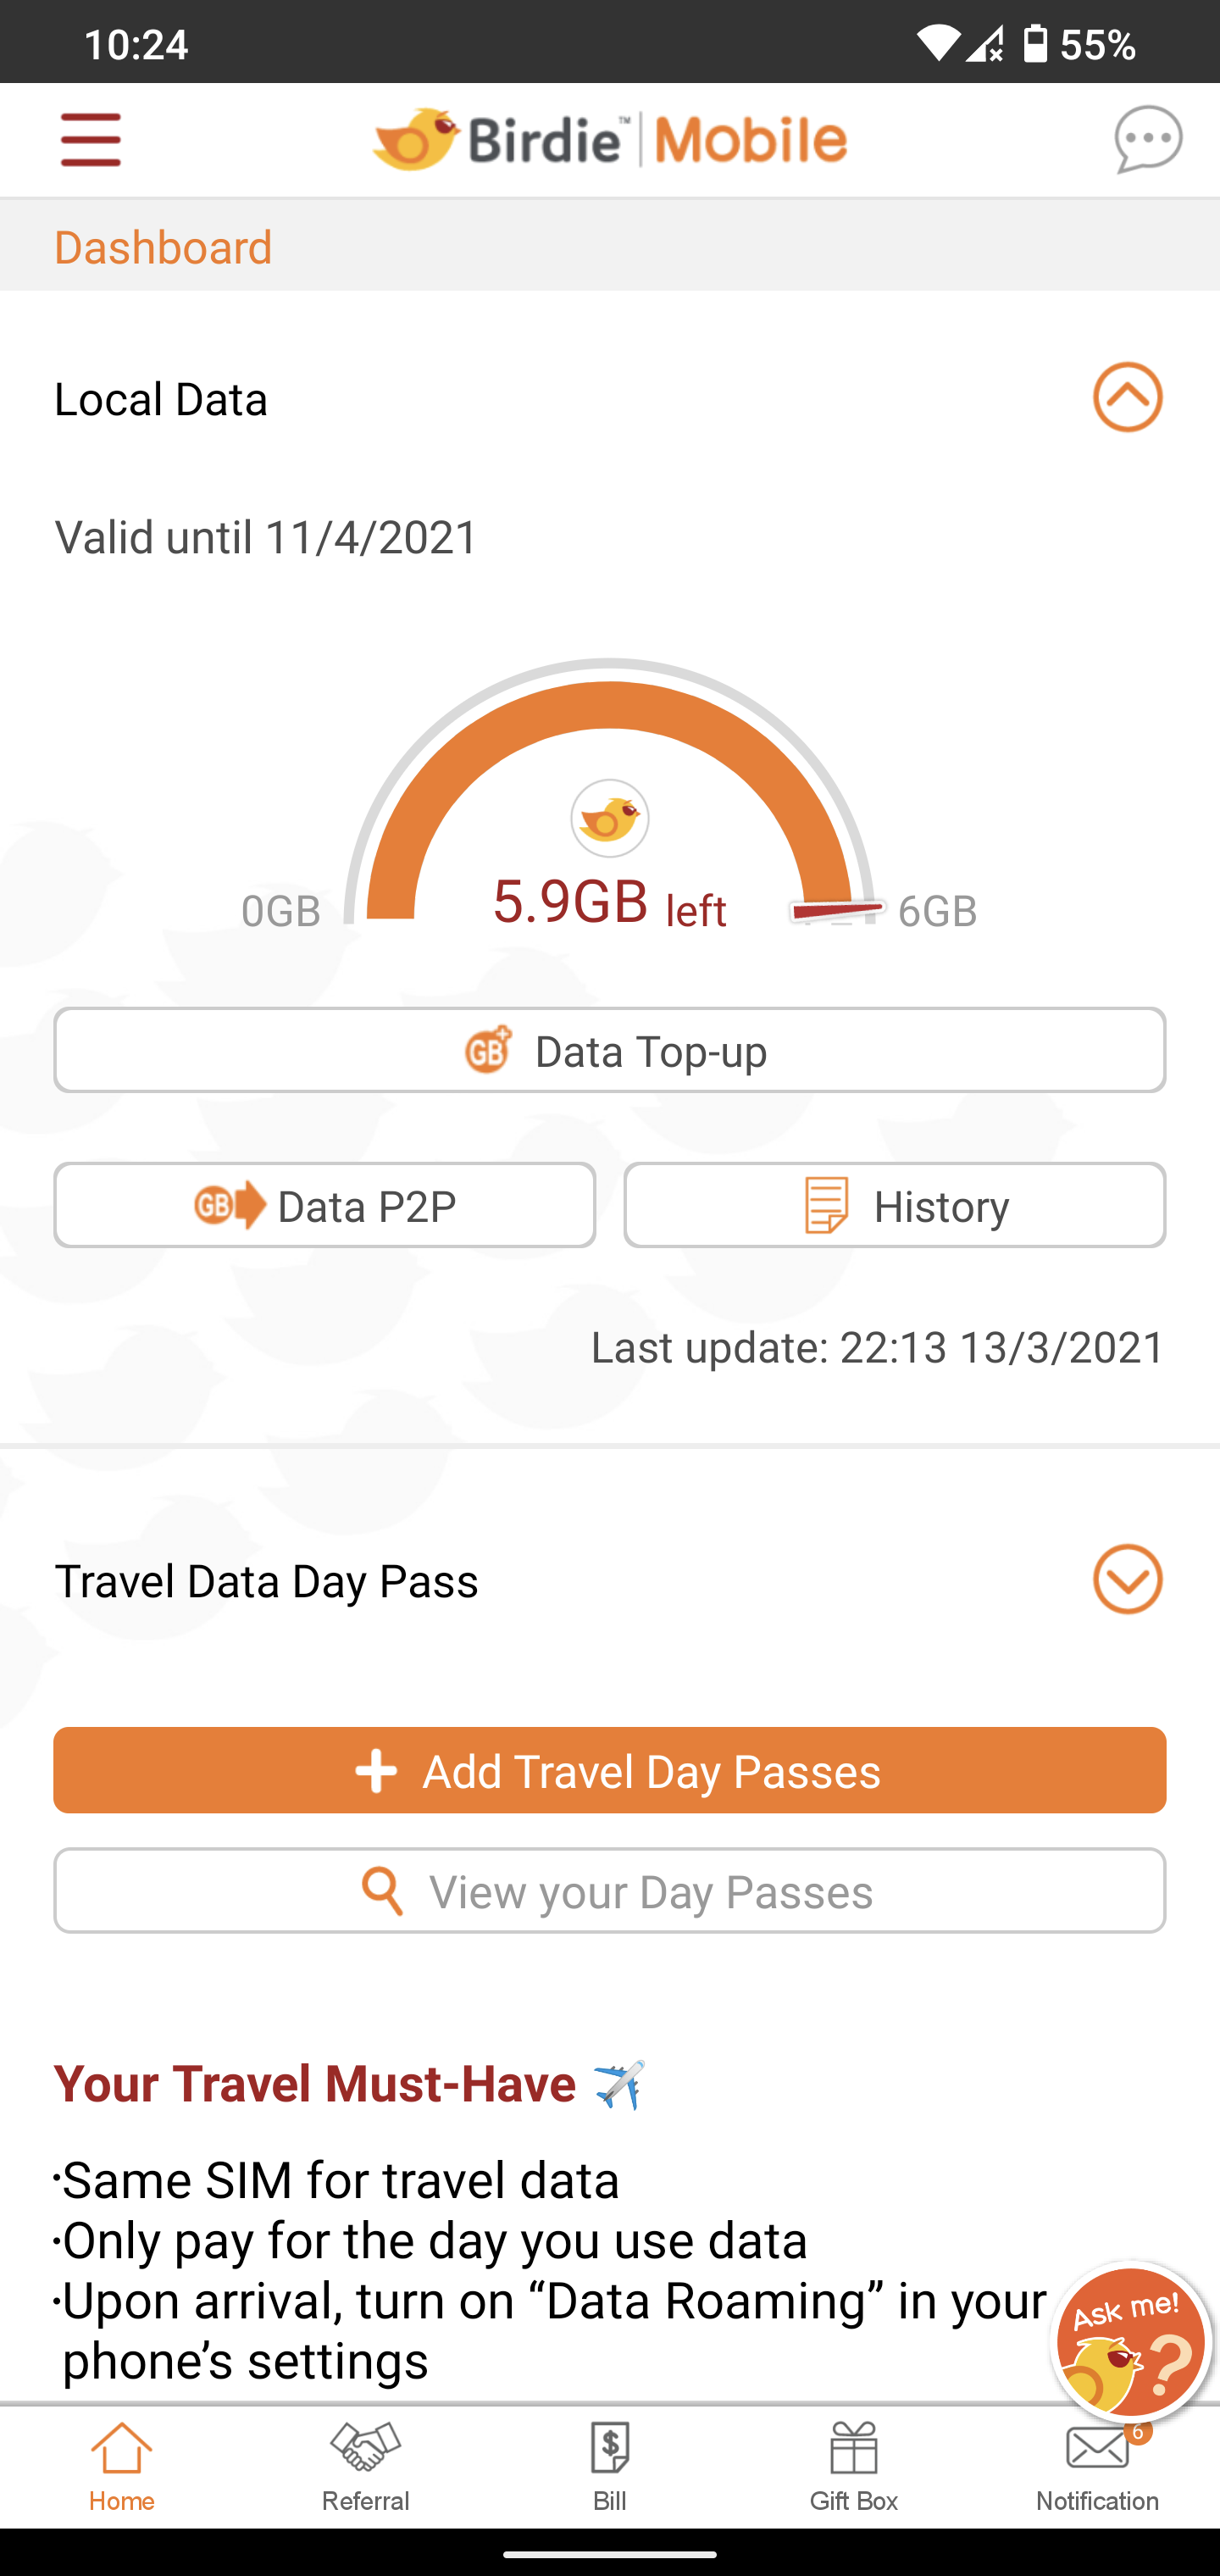 10:24
55%
Birdie™ | Mobile
Dashboard
Local Data
Valid until 11/4/2021
0GB
5.9GB left
6GB
GB+ Data Top-up
GB Data P2P
History
Last update: 22:13 13/3/2021
Travel Data Day Pass
+ Add Travel Day Passes
View your Day Passes
Your Travel Must-Have ✈️
·Same SIM for travel data
·Only pay for the day you use data
·Upon arrival, turn on “Data Roaming” in your
phone’s settings
Ask me!
?
6
Home
Referral
$
Bill
Gift Box
Notification